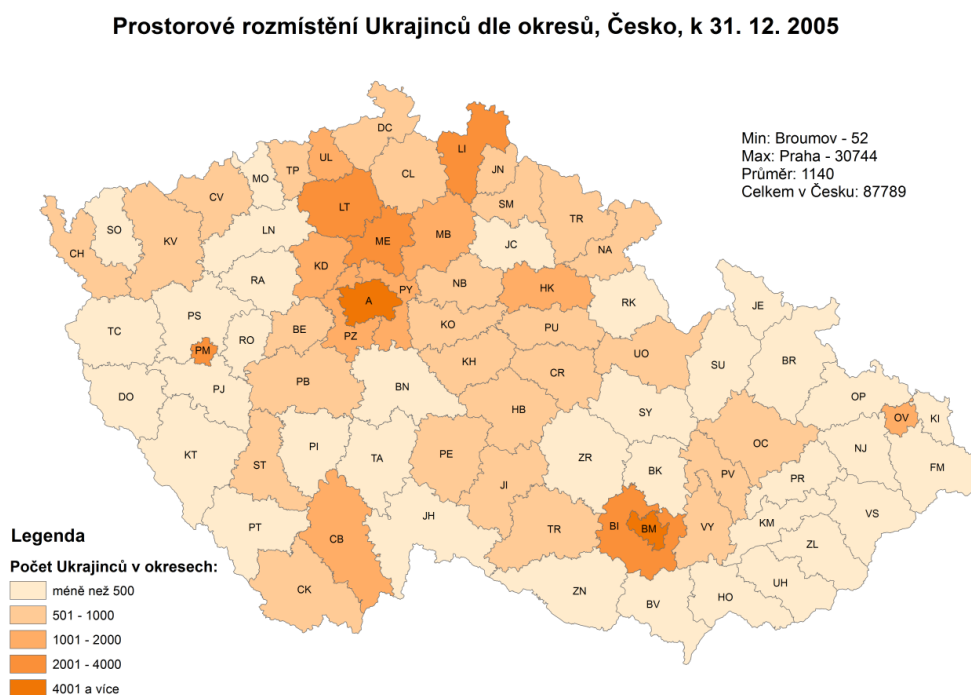 Prostorové rozmístění Ukrajinců dle okresů, Česko, k 31. 12. 2005
Min: Broumov - 52
Max: Praha - 30744
Průměr: 1140
Celkem v Česku: 87789
DC
LI
UL
TP
MO
CL
JN
CV
LT
SM
TR
SO
KV
LN
ME
MB
JC
NA
CH
RA
KD
PY
NB
HK
RK
JE
TC
PS
A
KO
PU
BE
PZ
RO
PM
UO
SU
BR
KH
CR
DO
PJ
PB
BN
OP
OV
KI
HB
SY
OC
KT
PI
TA
ST
PE
ZR
BK
NJ
FM
JI
PV
PR
PT
JH
TR
BI
BM
VY
KM
VS
CB
ZL
CK
ZN
BV
HO
UH
Legenda
Počet Ukrajinců v okresech:
méně než 500
501 - 1000
1001 - 2000
2001 - 4000
4001 a více